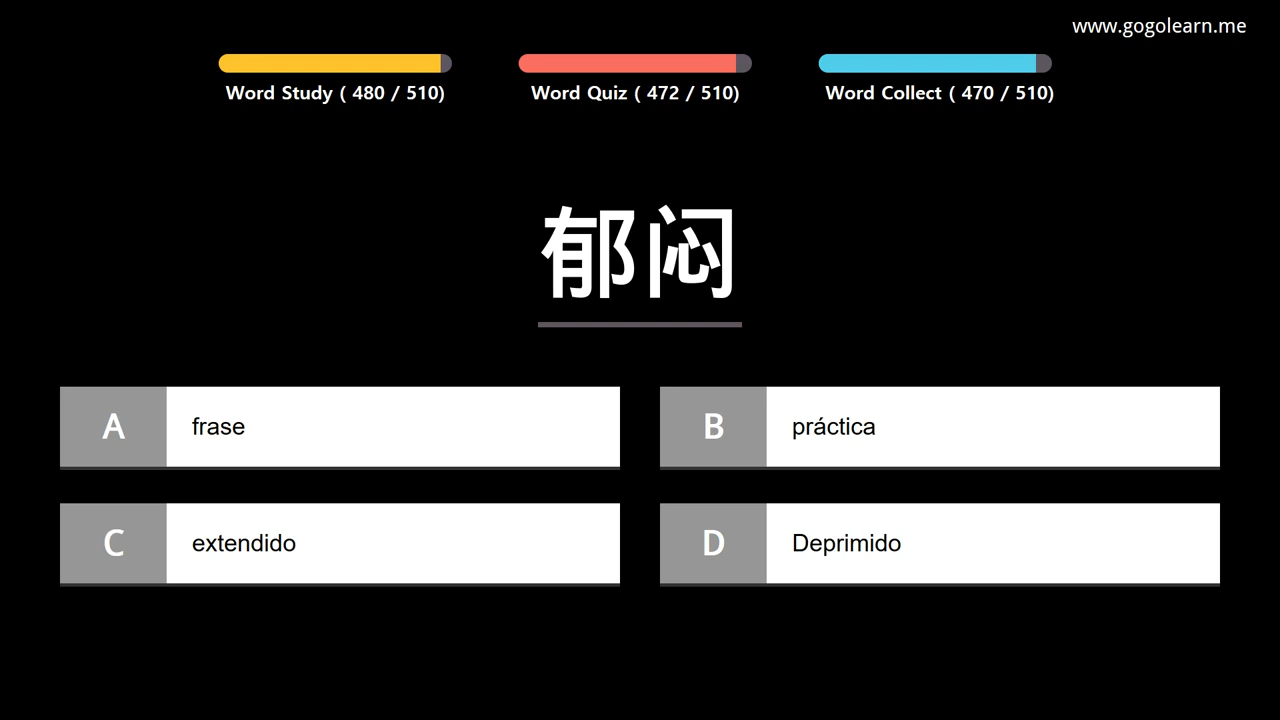 www.gogolearn.me
Word Study ( 480 / 510)
Word Quiz ( 472 / 510)
Word Collect ( 470 / 510)
郁闷
A frase
B práctica
C extendido
D Deprimido